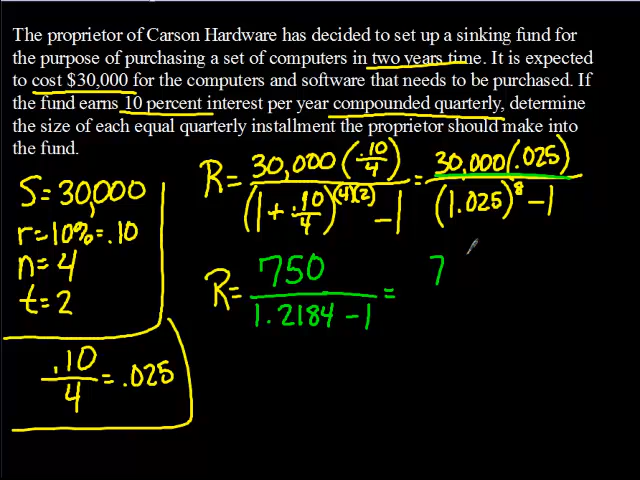 The proprietor of Carson Hardware has decided to set up a sinking fund for
the purpose of purchasing a set of computers in two years time. It is expected
to cost $30,000 for the computers and software that needs to be purchased. If
the fund earns 10 percent interest per year compounded quarterly, determine
the size of each equal quarterly installment the proprietor should make into
the fund.
S = 30,000
r = 10% = .10
n = 4
t = 2
.10/4 = .025
R = 30,000(.10/4) / (1 + .10/4)^(4)(2) - 1 = 30,000(.025) / (1.025)^8 - 1
R = 750 / 1.2184 - 1 = 7